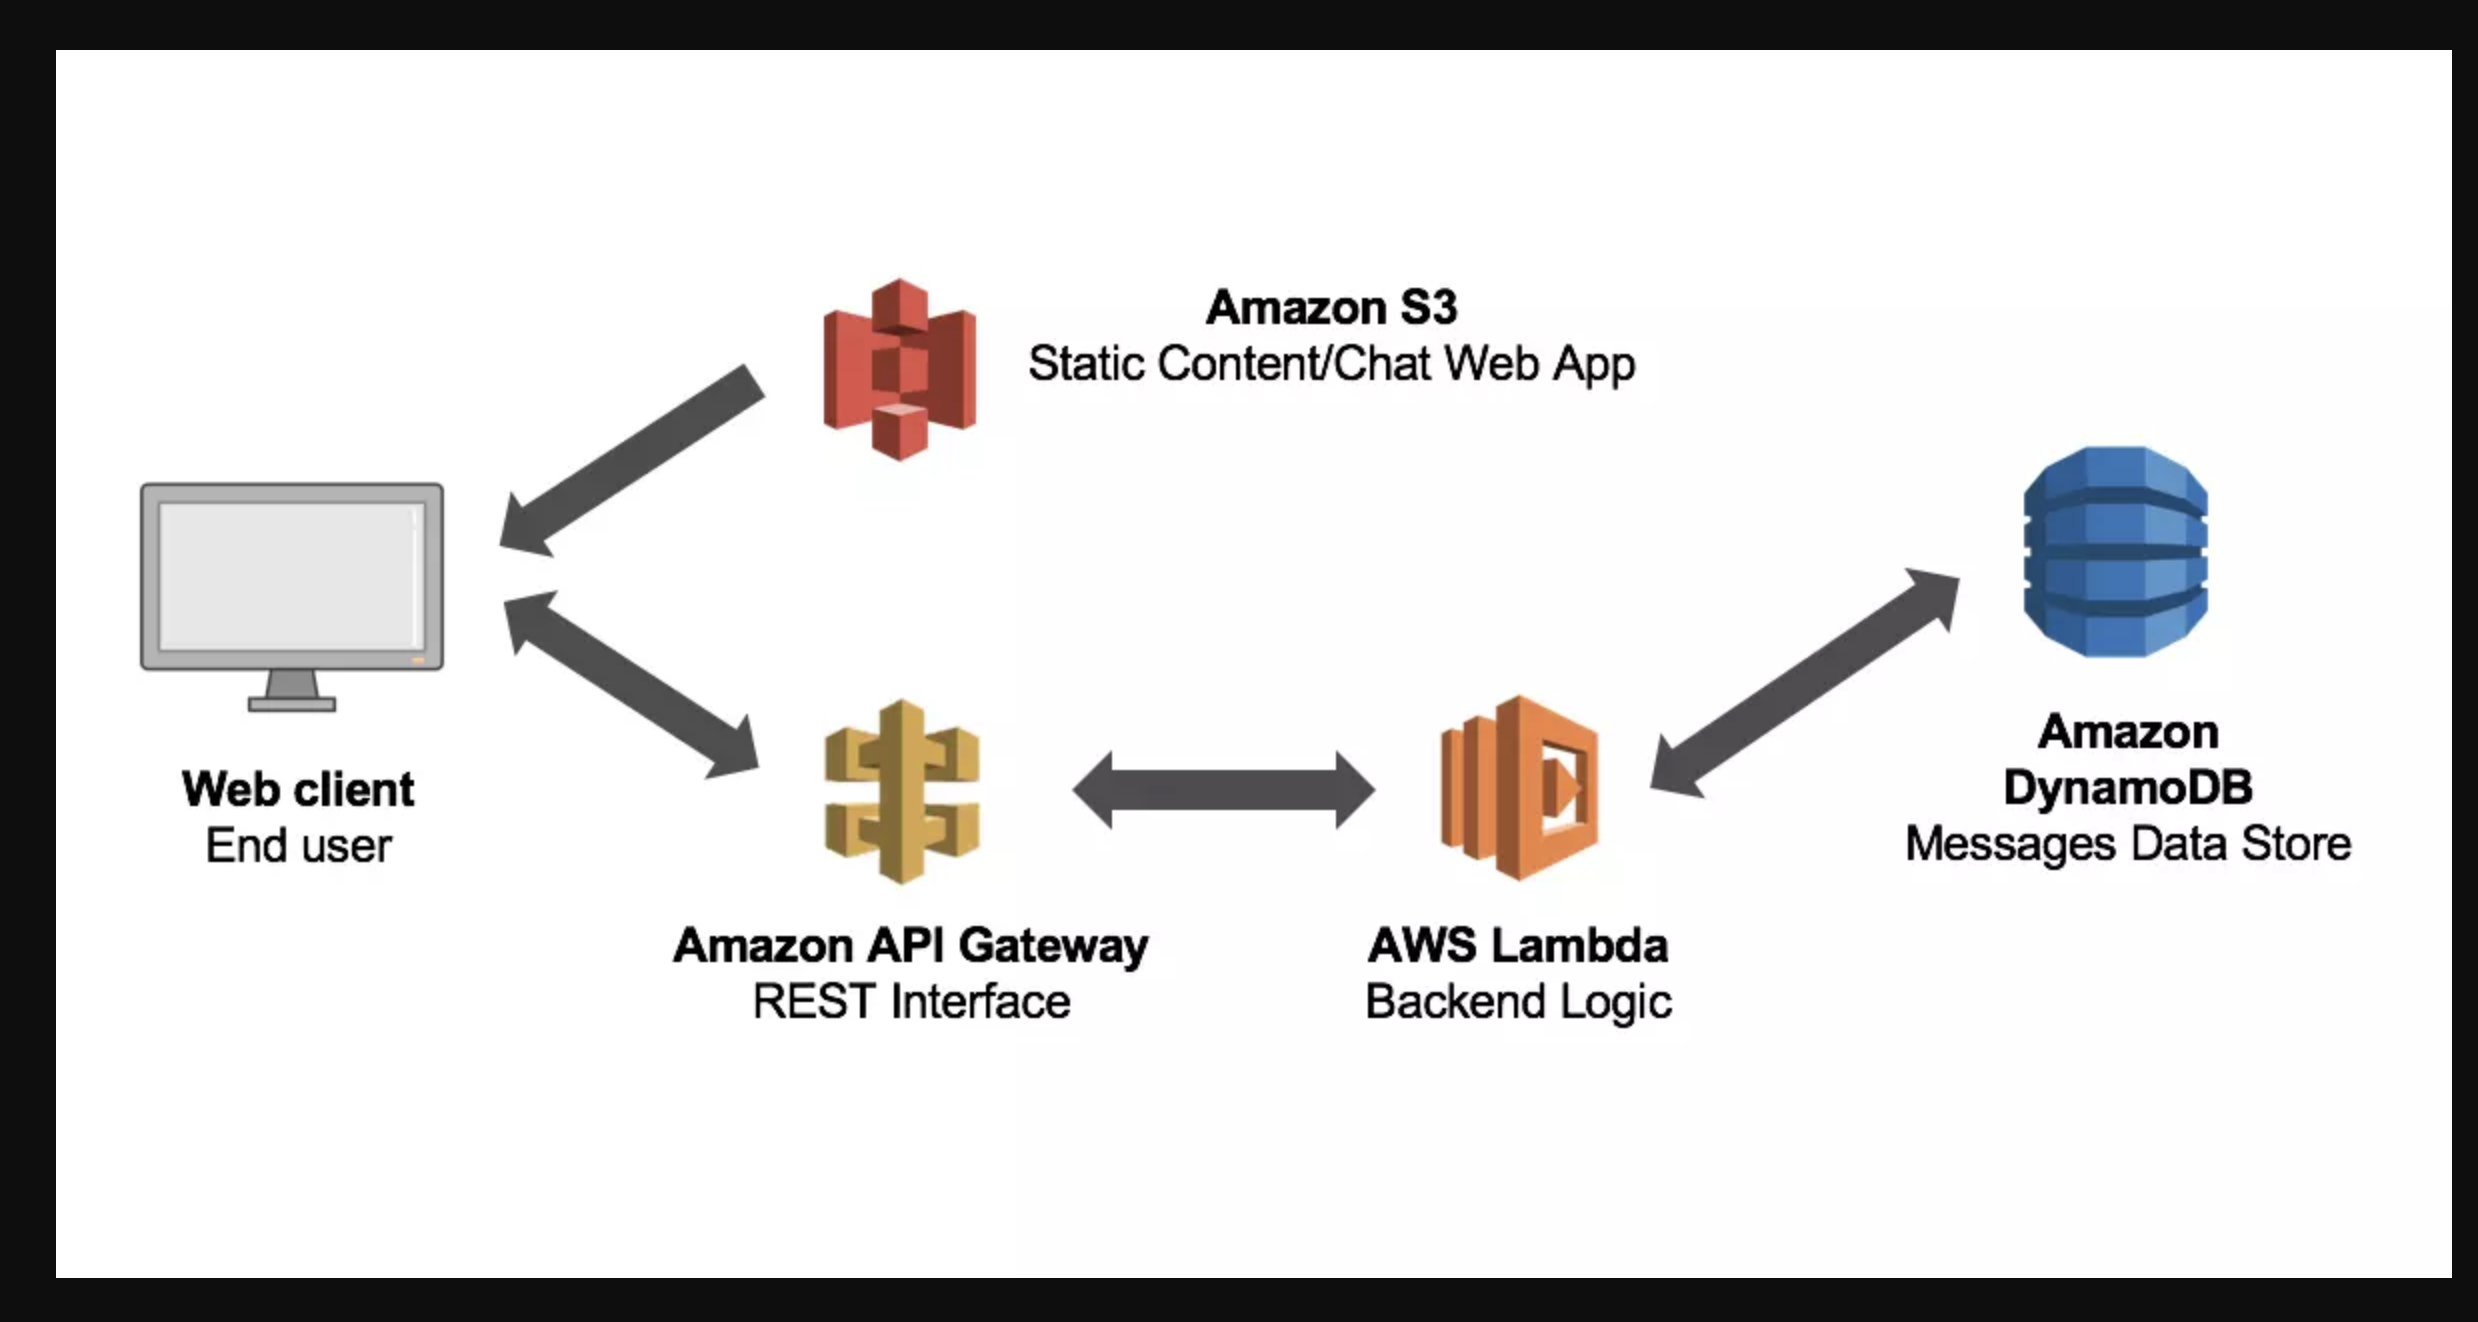 Amazon S3
Static Content/Chat Web App
Web client
End user
Amazon API Gateway
REST Interface
AWS Lambda
Backend Logic
Amazon
DynamoDB
Messages Data Store